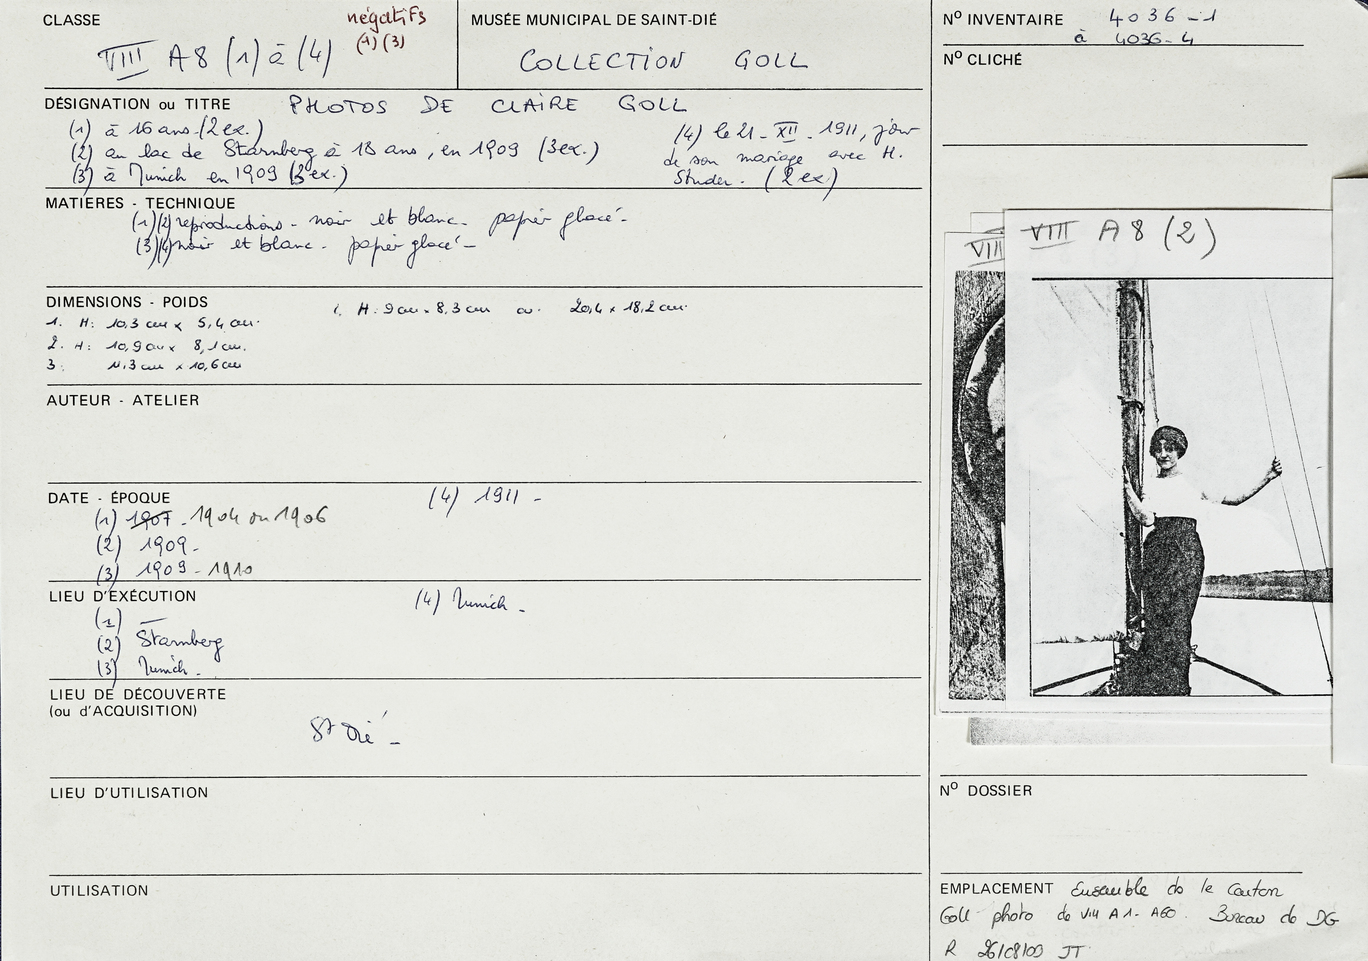 CLASSE
négatifs
(1) (3)
VIII A 8 (1) à (4)
MUSÉE MUNICIPAL DE SAINT-DIÉ
COLLECTION GOLL
Nº INVENTAIRE 4036-1
à 4036-4
Nº CLICHÉ
DÉSIGNATION ou TITRE PHOTOS DE CLAIRE GOLL
(1) à 16 ans (2 ex.)
(2) au lac de Starnberg à 18 ans, en 1909 (3 ex.)
(3) à Munich en 1909 (3 ex.)
(4) le 21 - XII - 1911, jour
de son mariage avec H.
Studer. (2 ex)
MATIÈRES - TECHNIQUE
(1)(2) reproductions - noir et blanc - papier glacé -
(3)(4) noir et blanc - papier glacé -
DIMENSIONS - POIDS
1. H: 10,3 cm x 5,4 cm.
2. H: 10,9 cm x 8,1 cm.
3: 11,3 cm x 10,6 cm
H. 9 cm x 8,3 cm ou 20,4 x 18,2 cm.
AUTEUR - ATELIER
DATE - ÉPOQUE
(1) 1907 - 1904 ou 1906
(2) 1909 -
(3) 1909 - 1910
(4) 1911 -
LIEU D'EXÉCUTION
(1) —
(2) Starnberg
(3) Munich -
(4) Munich -
LIEU DE DÉCOUVERTE
(ou d'ACQUISITION)
St Dié -
LIEU D'UTILISATION
UTILISATION
VIII
VIII A 8 (2)
Nº DOSSIER
EMPLACEMENT Ensemble de le carton
Goll photo de VIII A1 - A60. Bureau de DG
R 26/08/09 JT